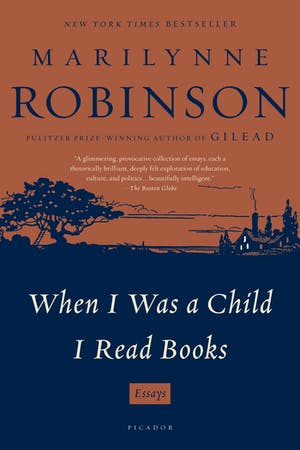 NEW YORK TIMES BESTSELLER
MARILYNNE
ROBINSON
PULITZER PRIZE–WINNING AUTHOR OF GILEAD
"A glimmering, provocative collection of essays, each a
rhetorically brilliant, deeply felt exploration of education,
culture, and politics... beautifully intelligent."
—The Boston Globe
When I Was a Child
I Read Books
Essays
PICADOR